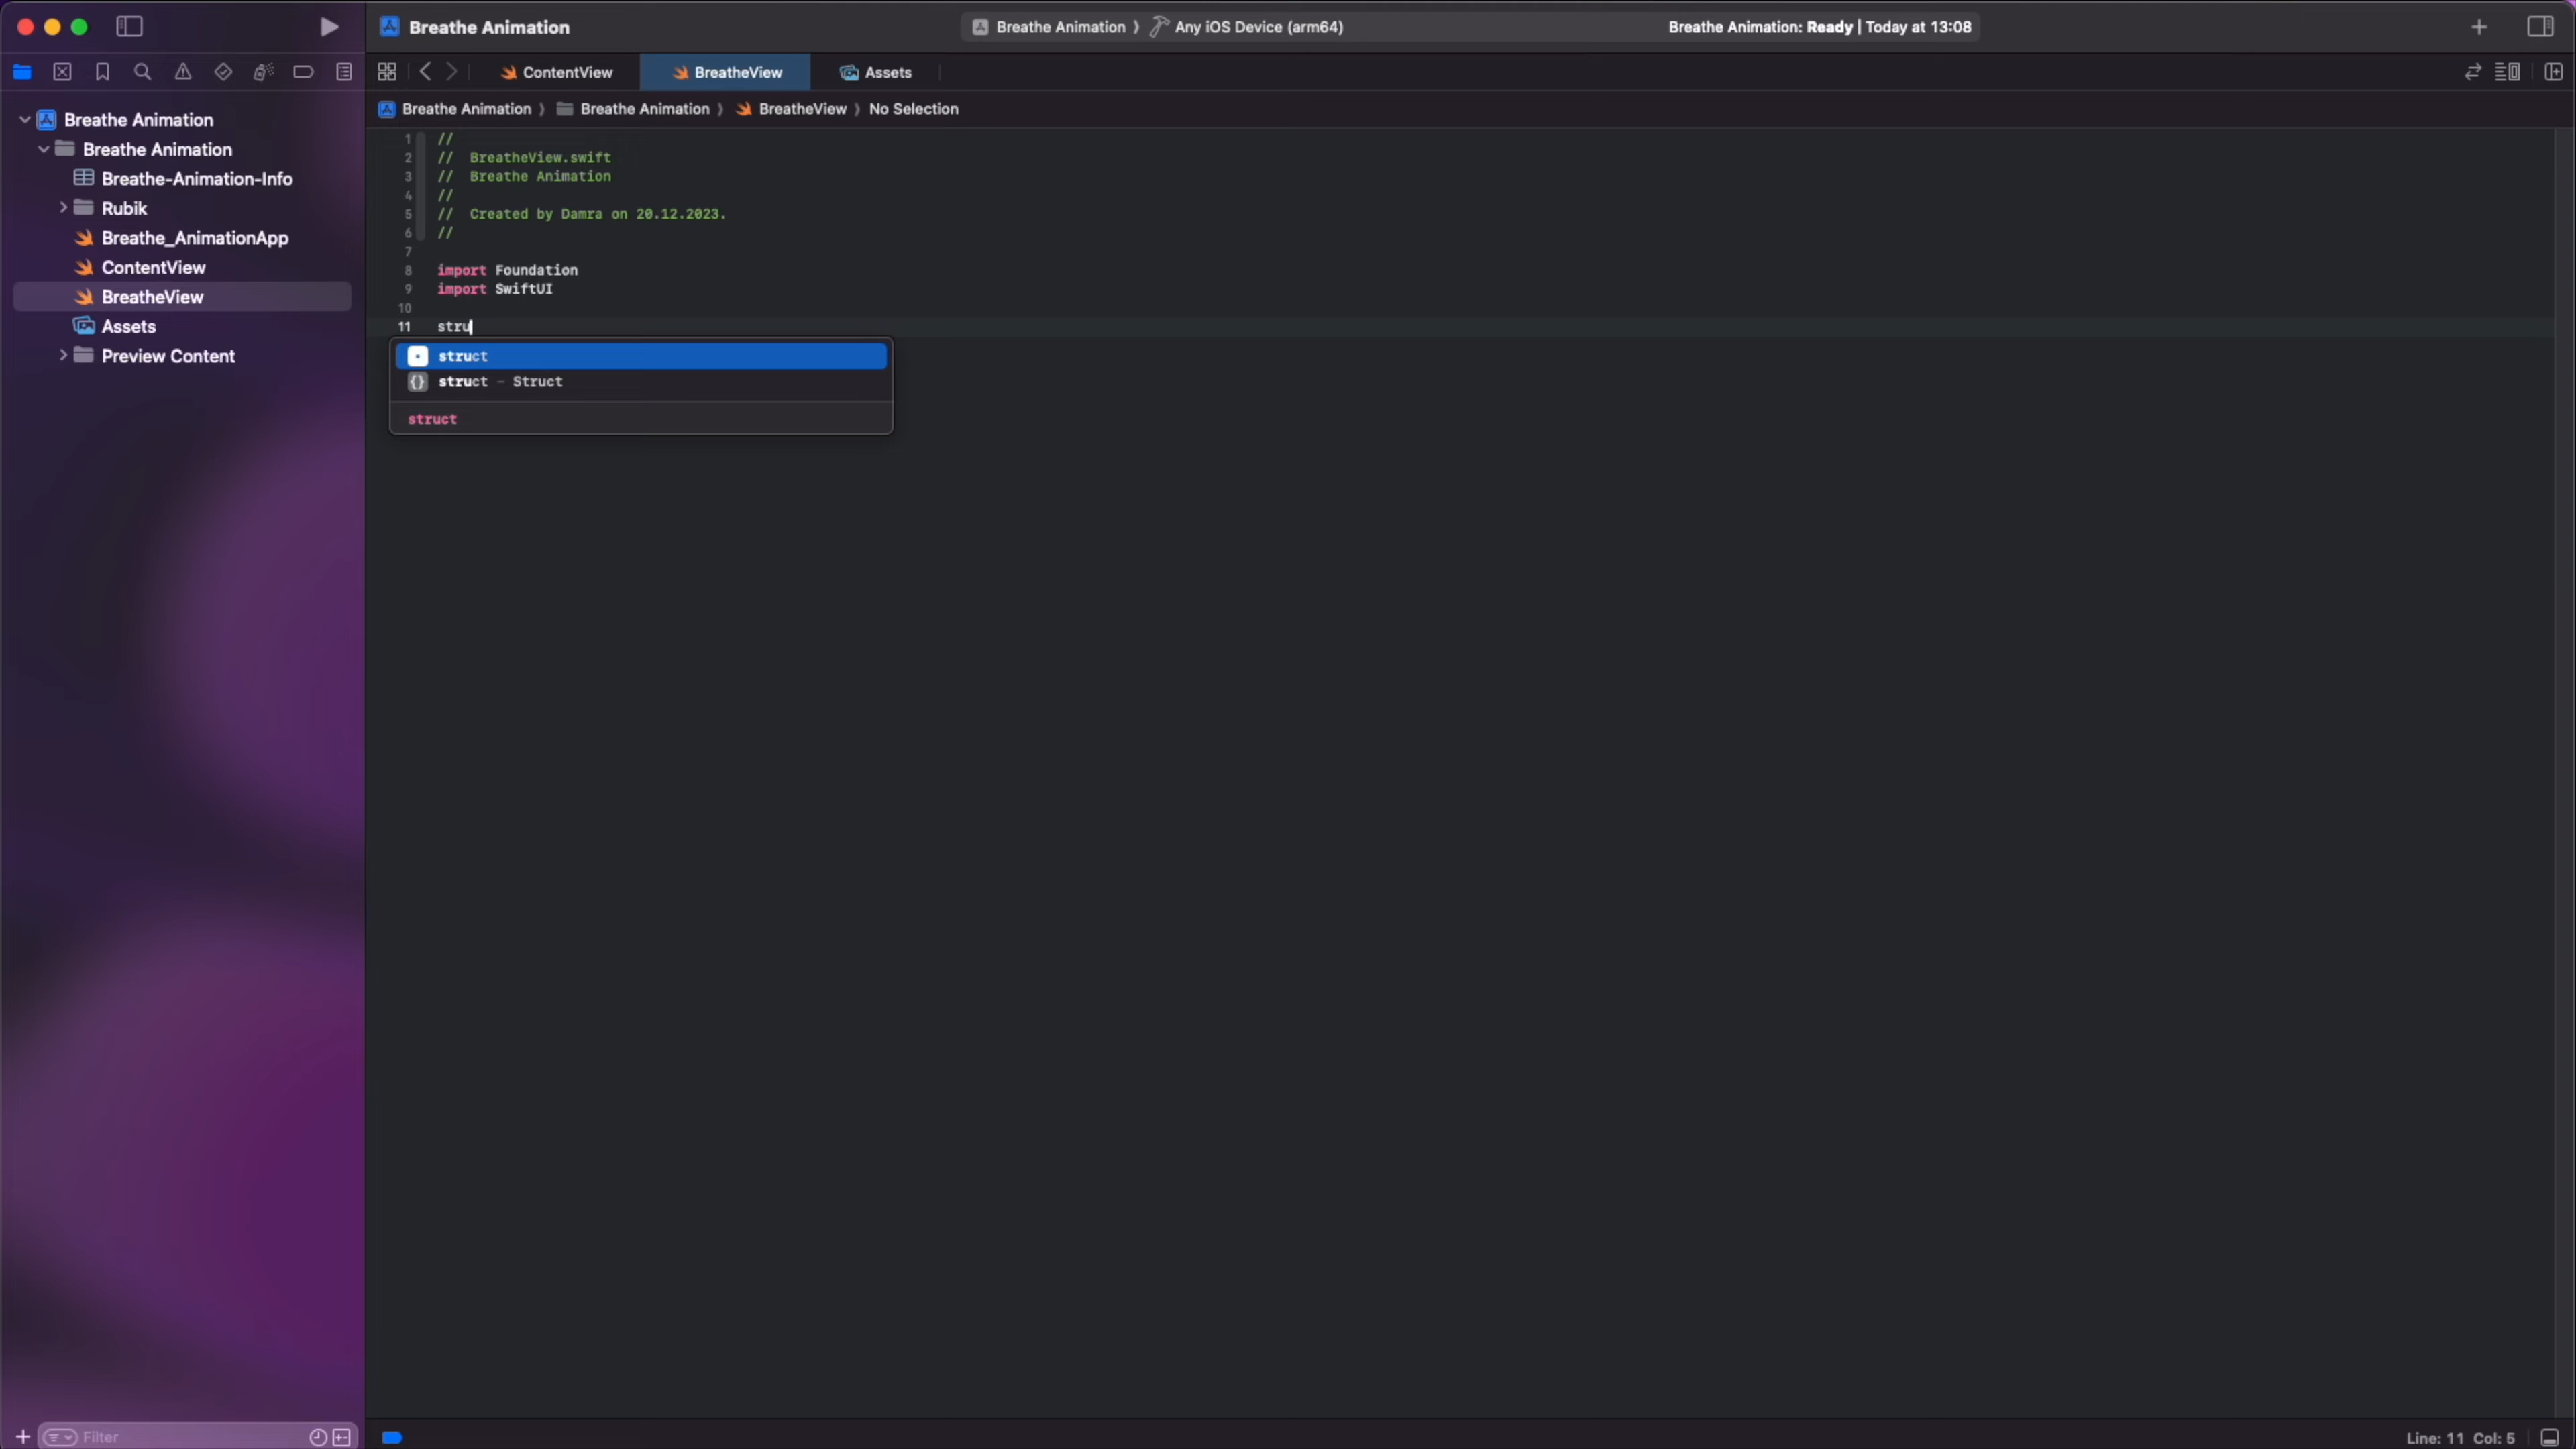 Breathe Animation
Breathe Animation 〉 Any iOS Device (arm64)
Breathe Animation: Ready | Today at 13:08
ContentView
BreatheView
Assets
Breathe Animation 〉 Breathe Animation 〉 BreatheView 〉 No Selection
Breathe Animation
Breathe Animation
Breathe-Animation-Info
Rubik
Breathe_AnimationApp
ContentView
BreatheView
Assets
Preview Content
1 //
2 // BreatheView.swift
3 // Breathe Animation
4 //
5 // Created by Damra on 20.12.2023.
6 //
7
8 import Foundation
9 import SwiftUI
10
11 stru
struct
{} struct – Struct
struct
Filter
Line: 11 Col: 5